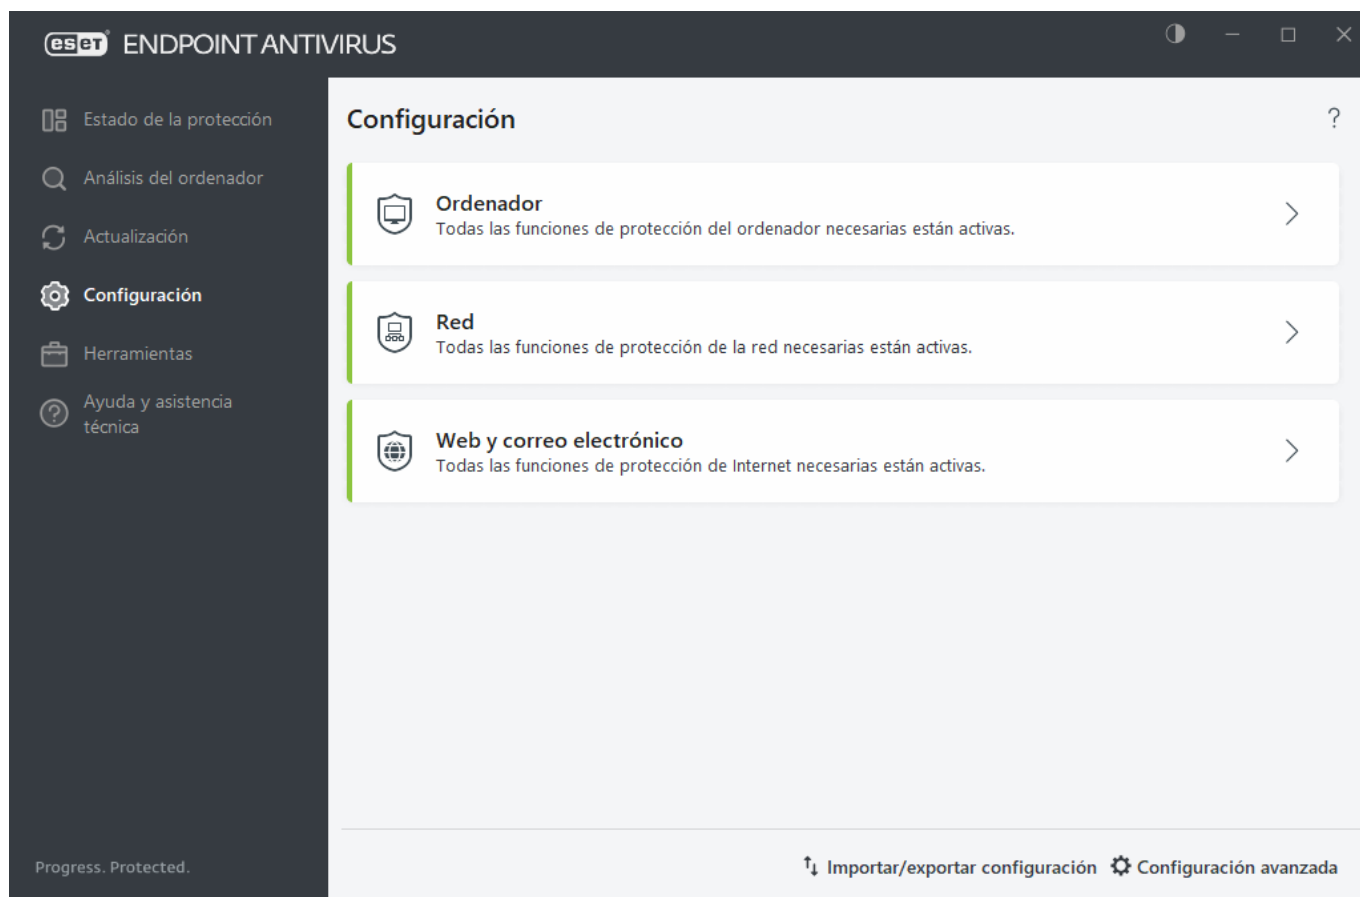 eset ENDPOINT ANTIVIRUS
Estado de la protección
Análisis del ordenador
Actualización
Configuración
Herramientas
Ayuda y asistencia
técnica
Progress. Protected.
Configuración
?
Ordenador
Todas las funciones de protección del ordenador necesarias están activas.
Red
Todas las funciones de protección de la red necesarias están activas.
Web y correo electrónico
Todas las funciones de protección de Internet necesarias están activas.
Importar/exportar configuración Configuración avanzada